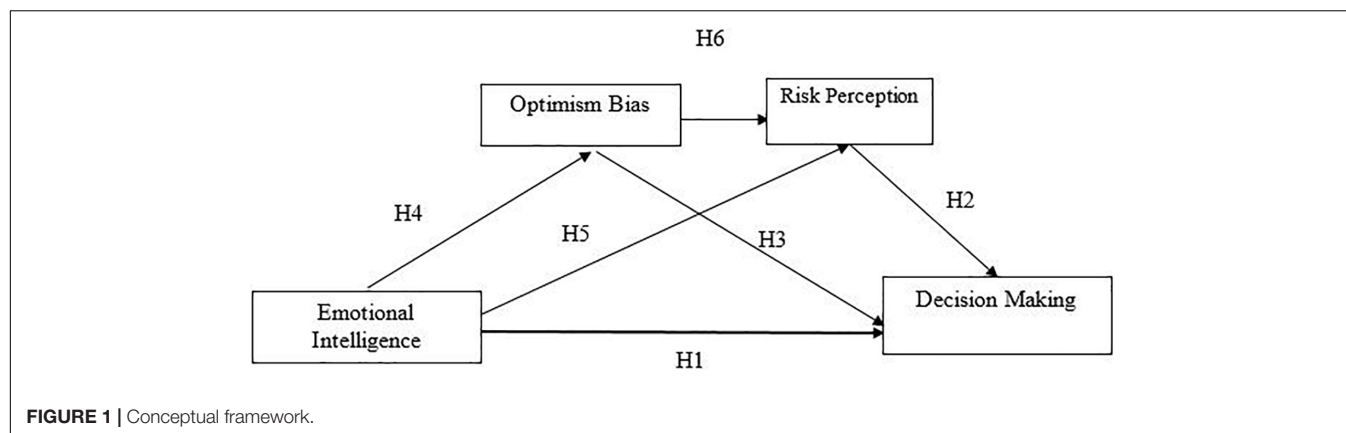 H6
Optimism Bias
Risk Perception
H4
H5
H3
H2
Emotional
Intelligence
Decision Making
H1
FIGURE 1 | Conceptual framework.